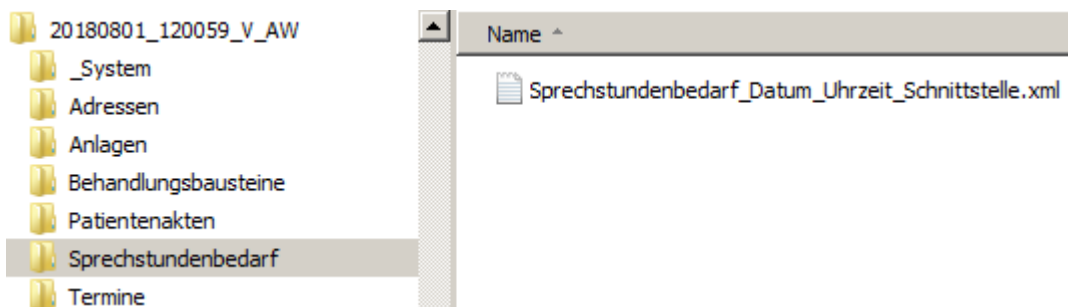 20180801_120059_V_AW
_System
Adressen
Anlagen
Behandlungsbausteine
Patientenakten
Sprechstundenbedarf
Termine
Name
Sprechstundenbedarf_Datum_Uhrzeit_Schnittstelle.xml